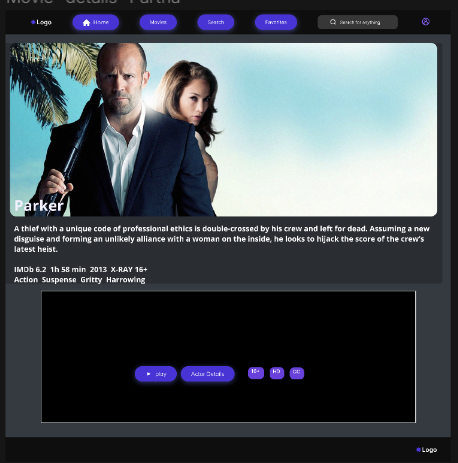 Movie details Partha
Logo
Home
Movies
Search
Favorites
Search for anything
Parker
A thief with a unique code of professional ethics is double-crossed by his crew and left for dead. Assuming a new
disguise and forming an unlikely alliance with a woman on the inside, he looks to hijack the score of the crew's
latest heist.
IMDb 6.2 1h 58 min 2013 X-RAY 16+
Action Suspense Gritty Harrowing
play
Actor Details
16+
HD
CC
Logo